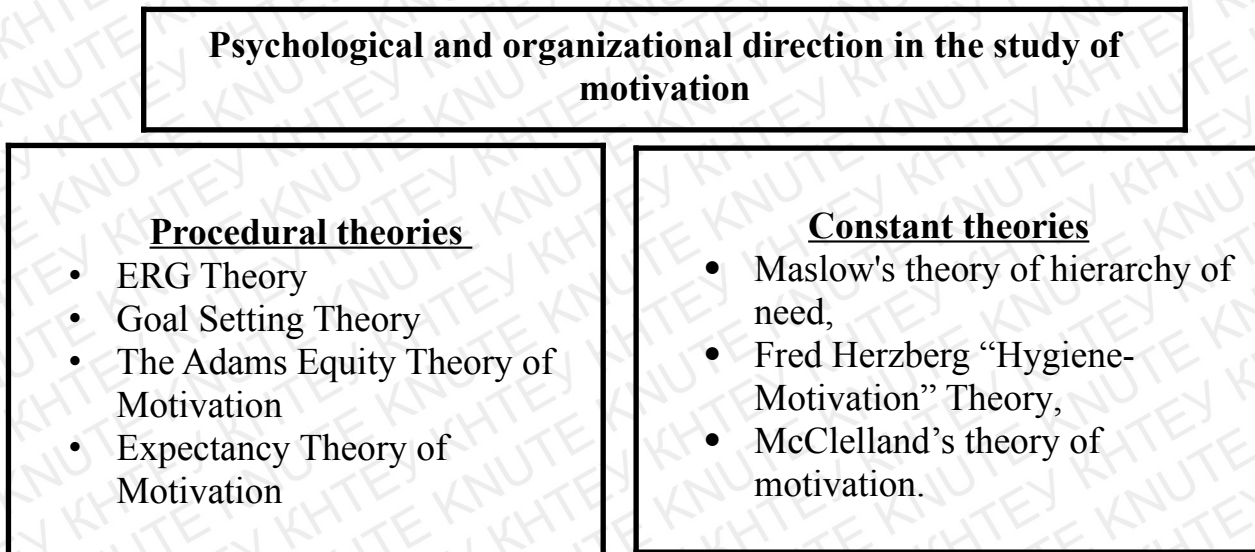 Psychological and organizational direction in the study of
motivation
Procedural theories
• ERG Theory
• Goal Setting Theory
• The Adams Equity Theory of
Motivation
• Expectancy Theory of
Motivation
Constant theories
• Maslow's theory of hierarchy of
need,
• Fred Herzberg “Hygiene-
Motivation” Theory,
• McClelland’s theory of
motivation.